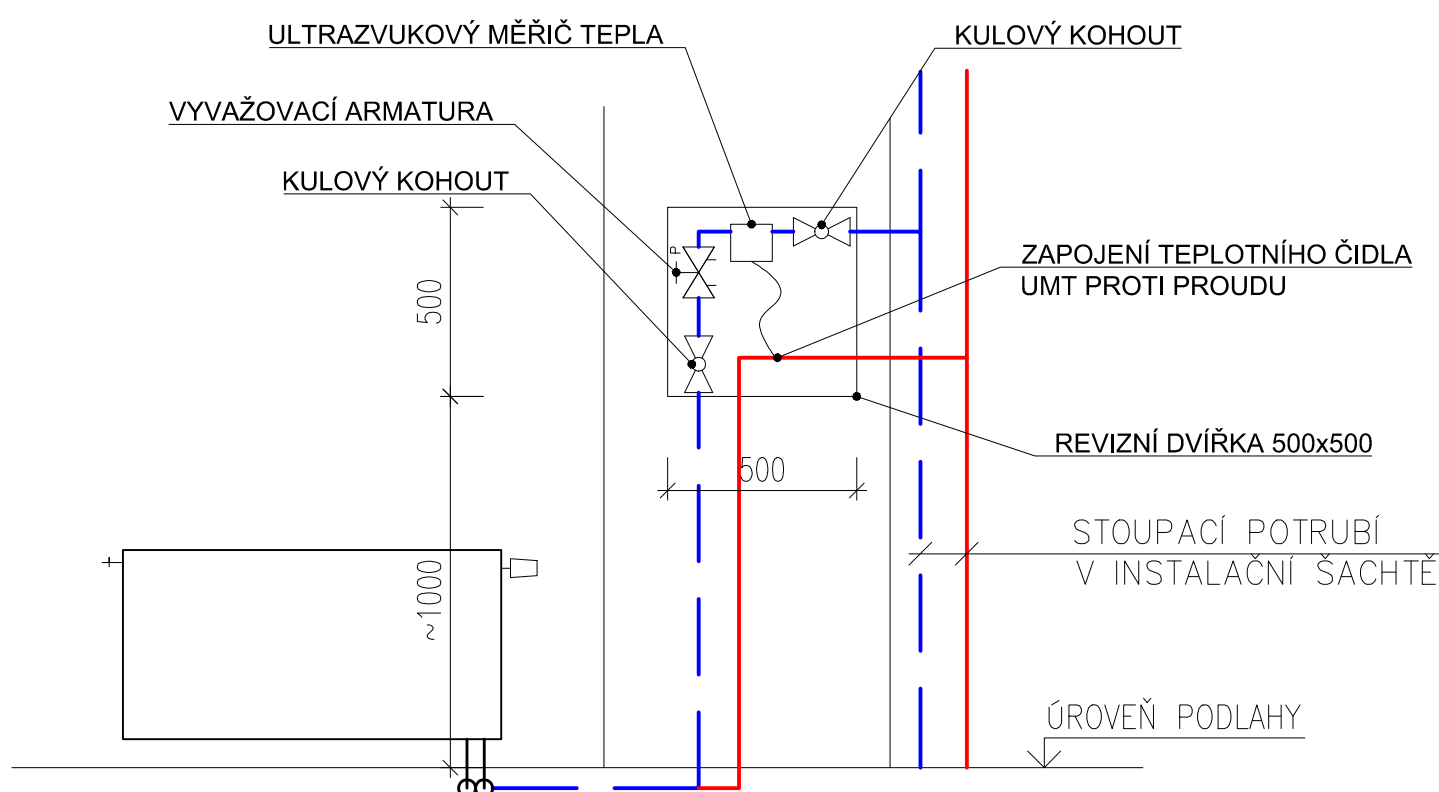 ULTRAZVUKOVÝ MĚŘIČ TEPLA
KULOVÝ KOHOUT
VYVAŽOVACÍ ARMATURA
KULOVÝ KOHOUT
P
ZAPOJENÍ TEPLOTNÍHO ČIDLA
UMT PROTI PROUDU
500
REVIZNÍ DVÍŘKA 500x500
500
STOUPACÍ POTRUBÍ
V INSTALAČNÍ ŠACHTĚ
~1000
ÚROVEŇ PODLAHY